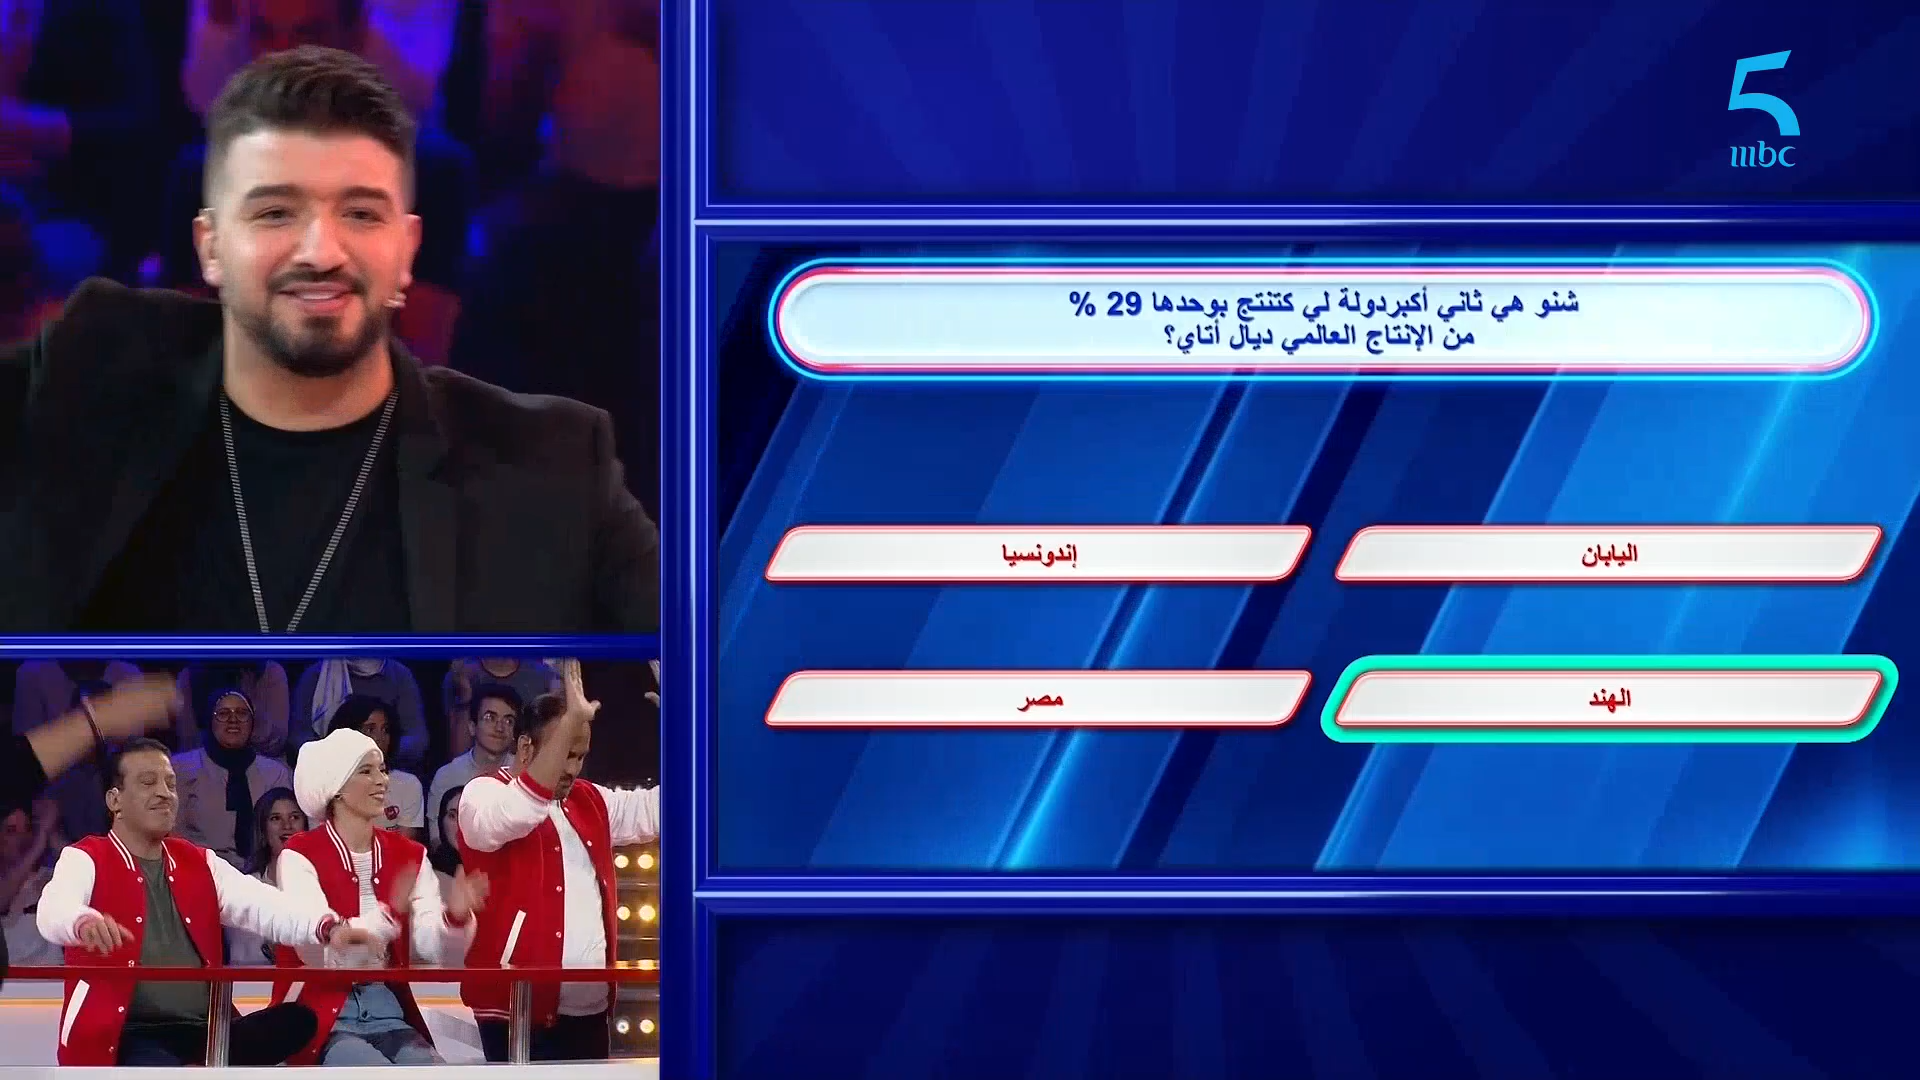 5
mbc
شنو هي ثاني أكبردولة لي كتنتج بوحدها 29 %
من الإنتاج العالمي ديال أتاي؟
اليابان
إندونسيا
الهند
مصر